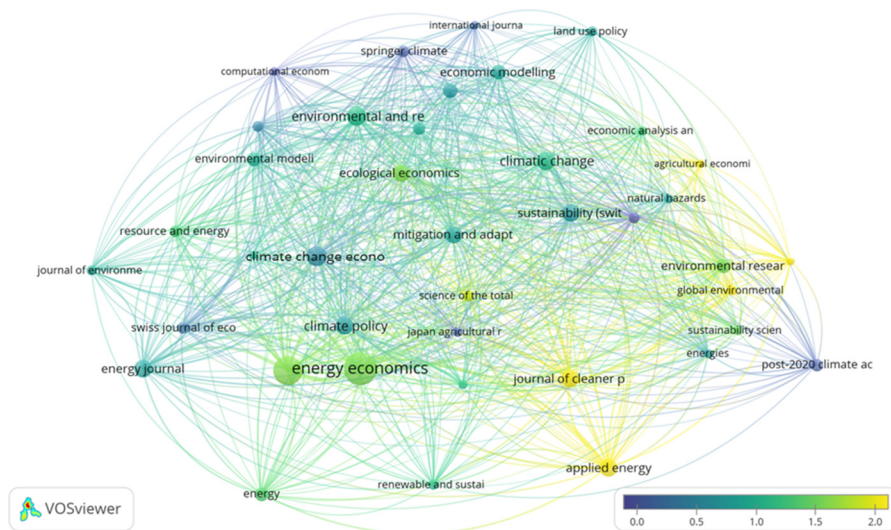 international journa
land use policy
springer climate
computational econom
economic modelling
environmental and re
economic analysis an
environmental modeli
climatic change
agricultural economi
ecological economics
natural hazards
sustainability (swit
resource and energy
mitigation and adapt
climate change econo
journal of environme
environmental resear
science of the total
global environmental
swiss journal of eco
climate policy
japan agricultural r
sustainability scien
energies
energy journal
energy economics
post-2020 climate ac
journal of cleaner p
applied energy
energy
renewable and sustai
VOSviewer
0.0 0.5 1.0 1.5 2.0